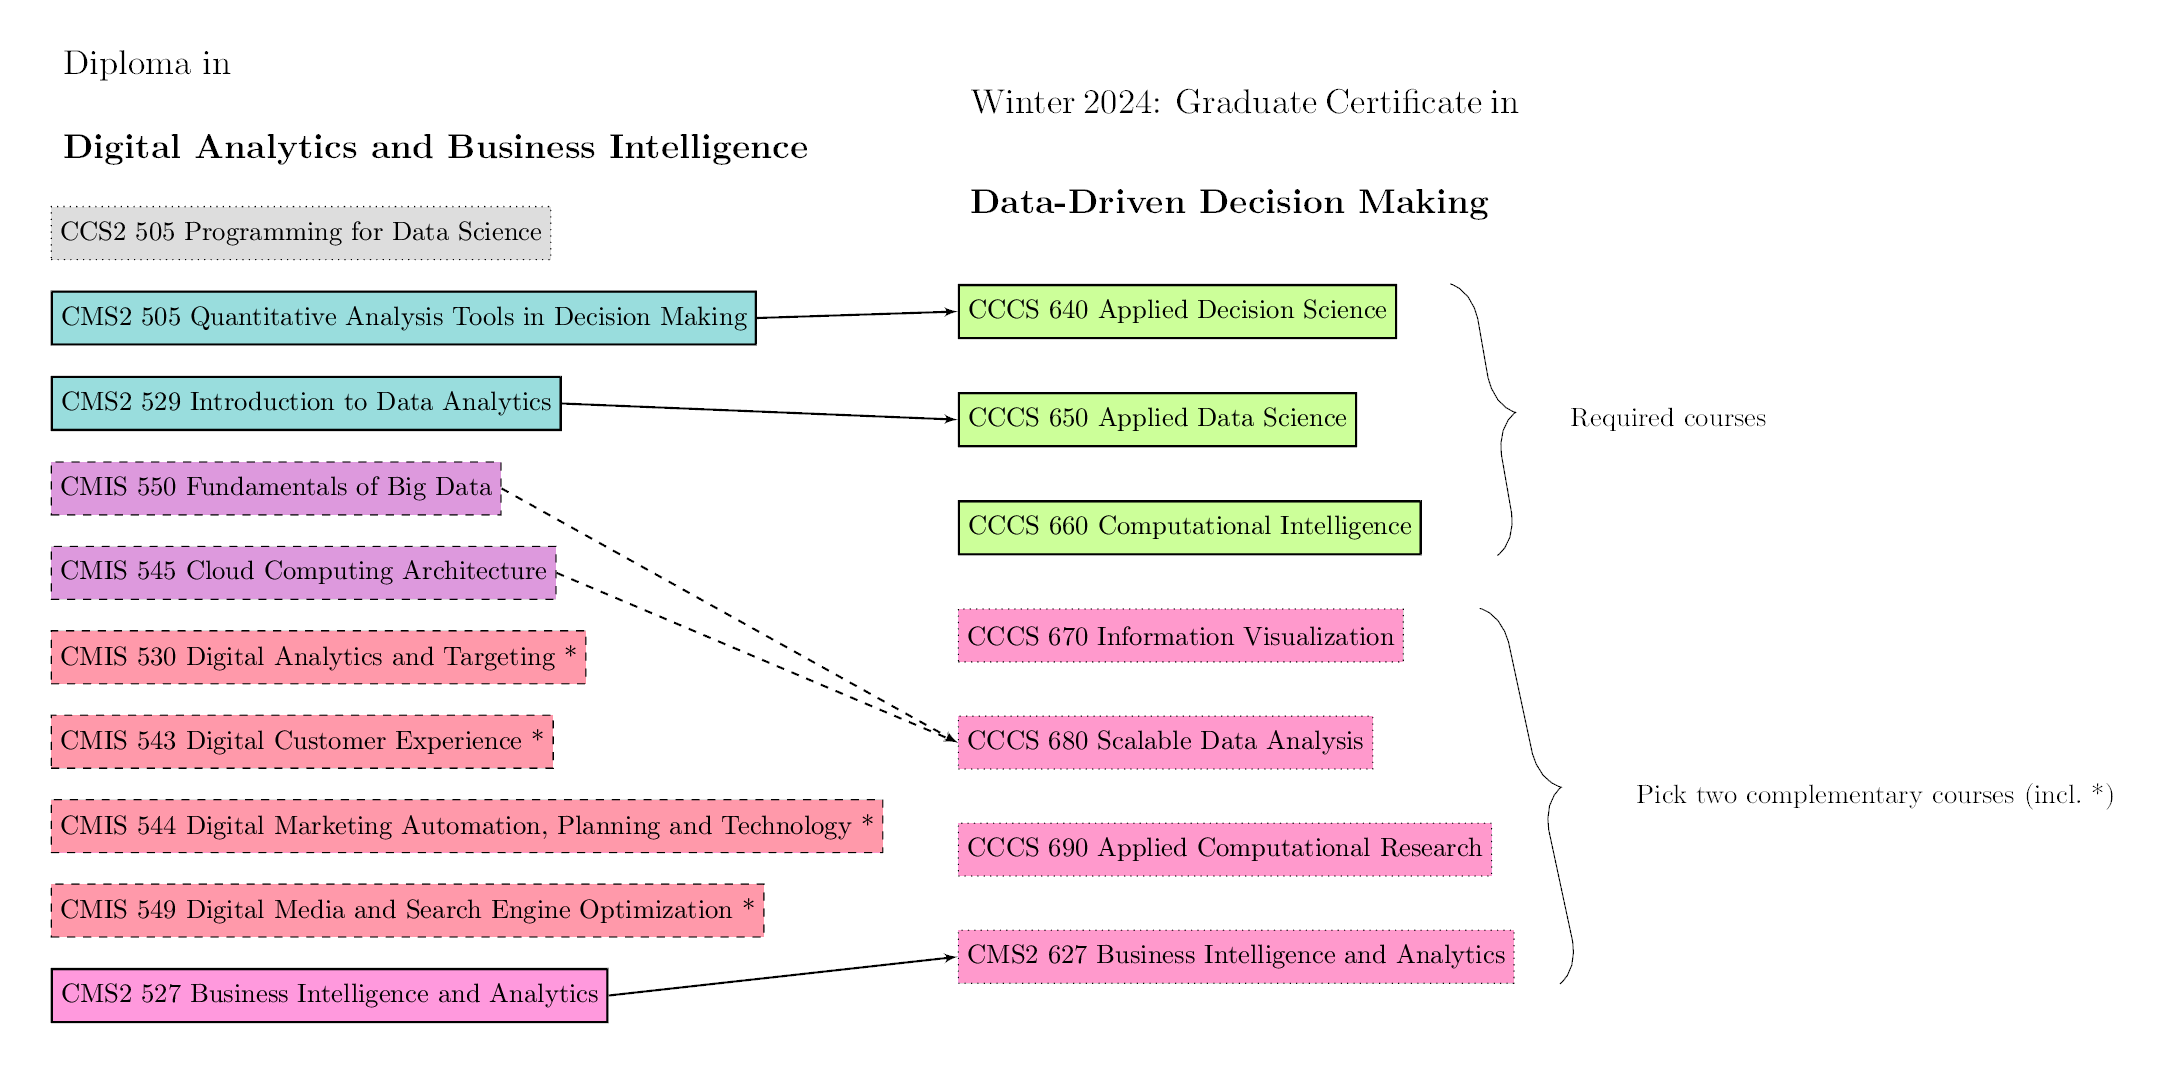 Diploma in
Digital Analytics and Business Intelligence
CCS2 505 Programming for Data Science
CMS2 505 Quantitative Analysis Tools in Decision Making
CMS2 529 Introduction to Data Analytics
CMIS 550 Fundamentals of Big Data
CMIS 545 Cloud Computing Architecture
CMIS 530 Digital Analytics and Targeting *
CMIS 543 Digital Customer Experience *
CMIS 544 Digital Marketing Automation, Planning and Technology *
CMIS 549 Digital Media and Search Engine Optimization *
CMS2 527 Business Intelligence and Analytics
Winter 2024: Graduate Certificate in
Data-Driven Decision Making
CCCS 640 Applied Decision Science
CCCS 650 Applied Data Science
CCCS 660 Computational Intelligence
Required courses
CCCS 670 Information Visualization
CCCS 680 Scalable Data Analysis
CCCS 690 Applied Computational Research
CMS2 627 Business Intelligence and Analytics
Pick two complementary courses (incl. *)